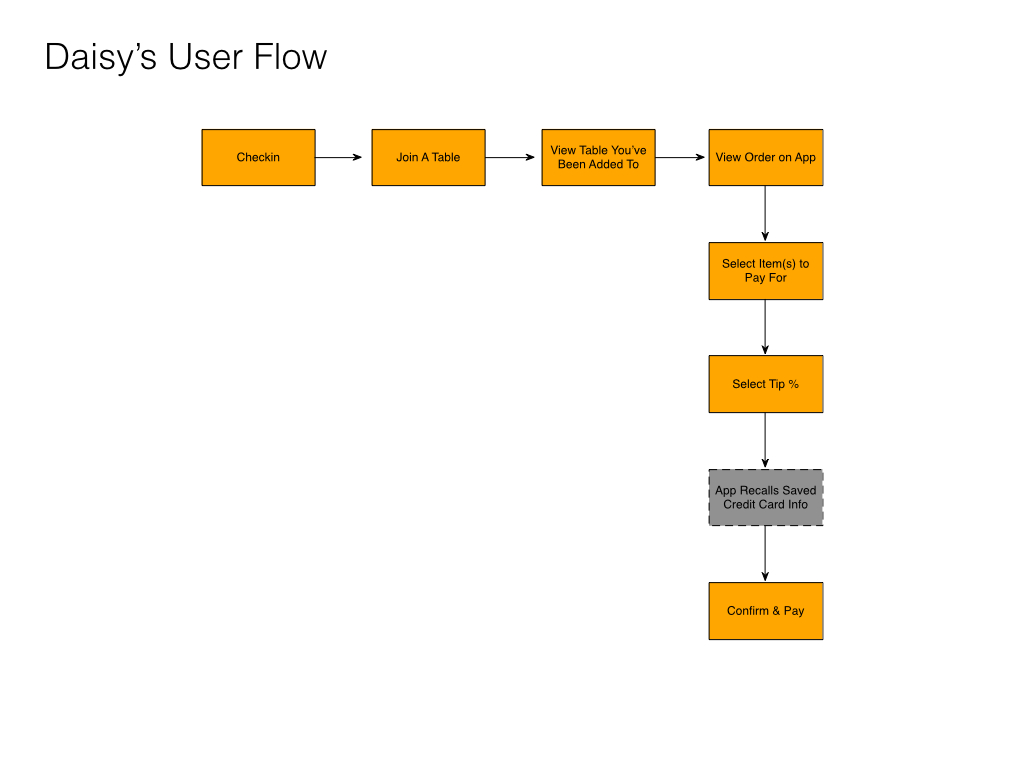 Daisy’s User Flow
Checkin
Join A Table
View Table You’ve
Been Added To
View Order on App
Select Item(s) to
Pay For
Select Tip %
App Recalls Saved
Credit Card Info
Confirm & Pay